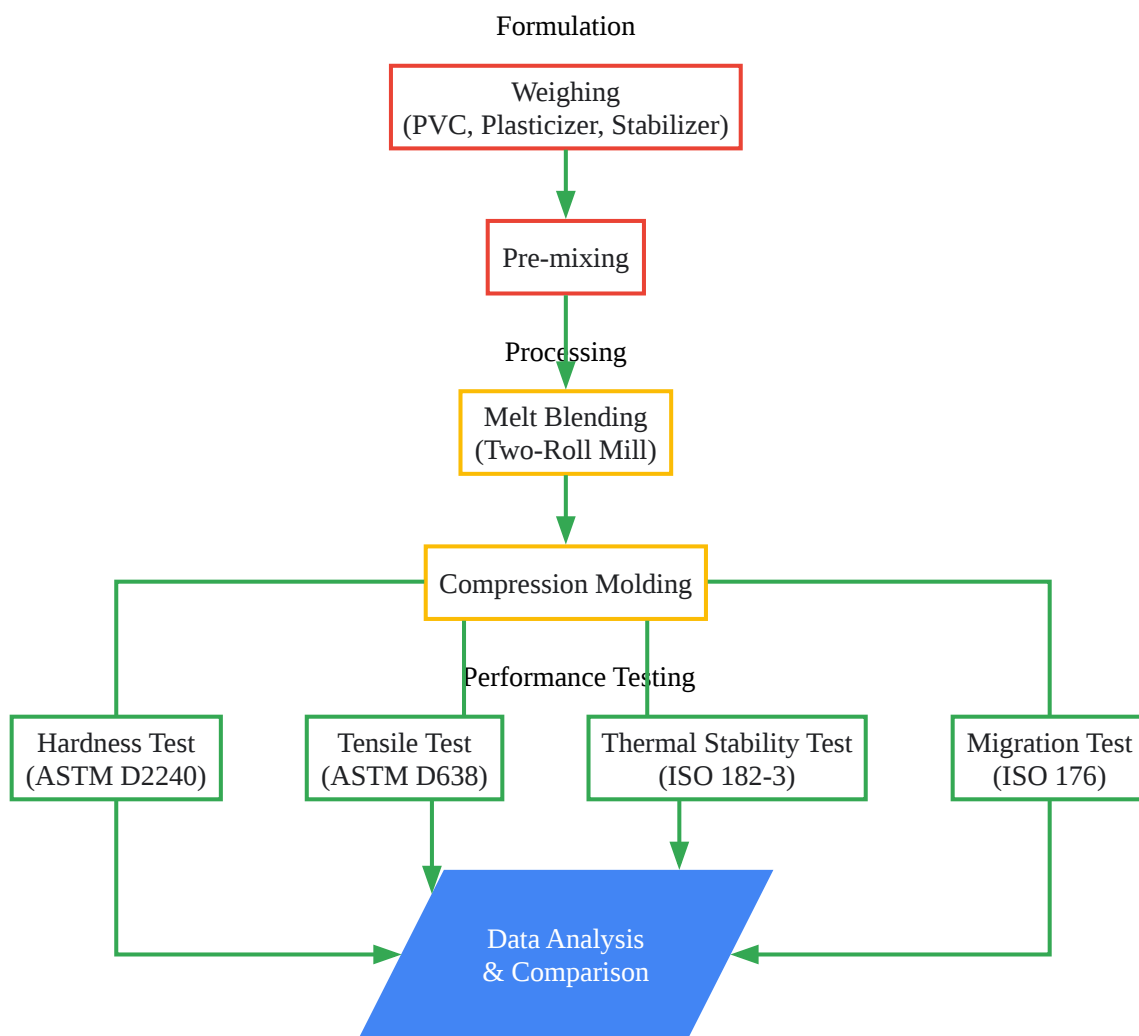 Formulation
Weighing
(PVC, Plasticizer, Stabilizer)
Pre-mixing
Processing
Melt Blending
(Two-Roll Mill)
Compression Molding
Performance Testing
Hardness Test
(ASTM D2240)
Tensile Test
(ASTM D638)
Thermal Stability Test
(ISO 182-3)
Migration Test
(ISO 176)
Data Analysis
& Comparison